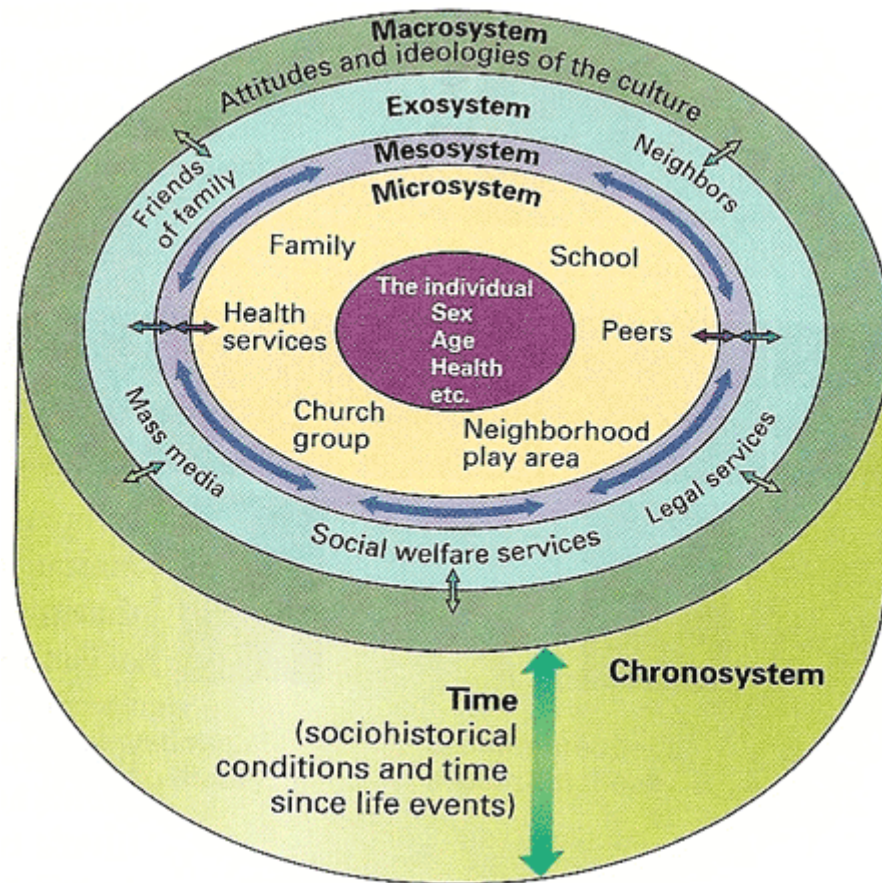 Macrosystem
Attitudes and ideologies of the culture
Exosystem
Mesosystem
Microsystem
Friends
of family
Neighbors
Family
School
The individual
Sex
Age
Health
etc.
Health
services
Peers
Church
group
Neighborhood
play area
Mass media
Legal services
Social welfare services
Chronosystem
Time
(sociohistorical
conditions and time
since life events)